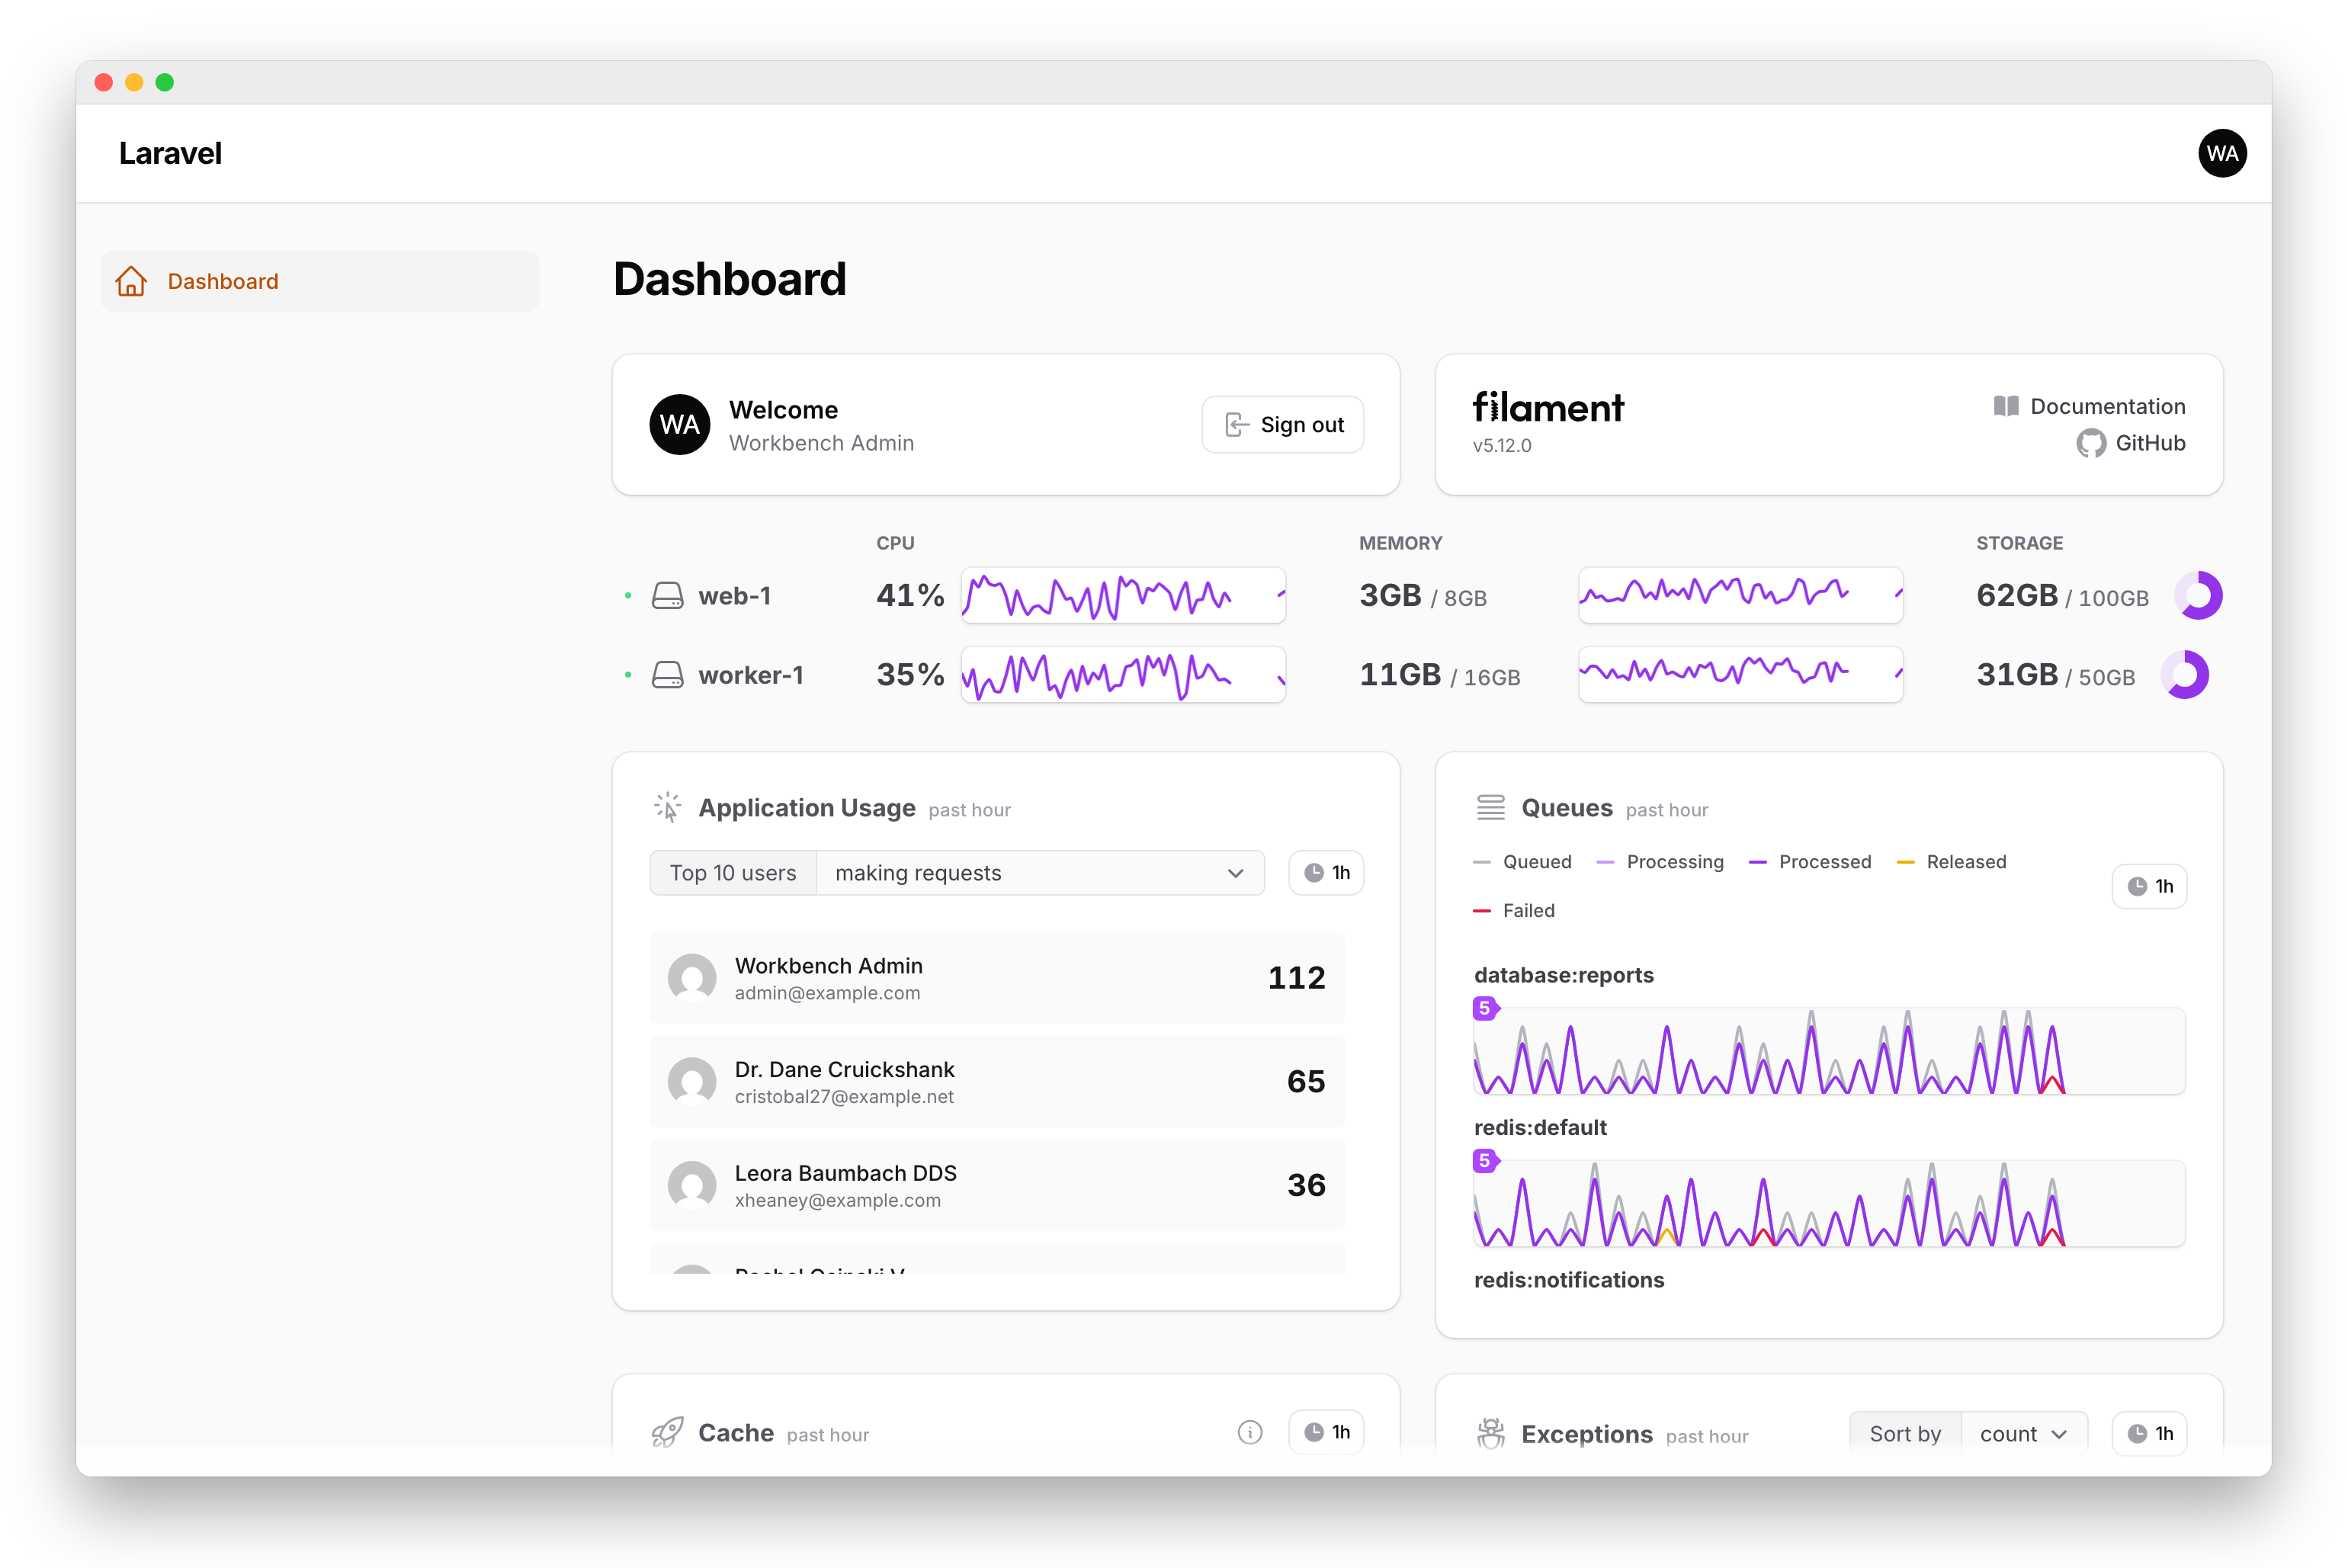 Laravel
WA
Dashboard
Dashboard
WA
Welcome
Workbench Admin
Sign out
filament
v5.12.0
Documentation
GitHub
CPU
MEMORY
STORAGE
web-1
41%
3GB / 8GB
62GB / 100GB
worker-1
35%
11GB / 16GB
31GB / 50GB
Application Usage past hour
Top 10 users
making requests
1h
Workbench Admin
admin@example.com
112
Dr. Dane Cruickshank
cristobal27@example.net
65
Leora Baumbach DDS
xheaney@example.com
36
Queues past hour
Queued
Processing
Processed
Released
Failed
1h
database:reports
5
redis:default
5
redis:notifications
Cache past hour
1h
Exceptions past hour
Sort by
count
1h